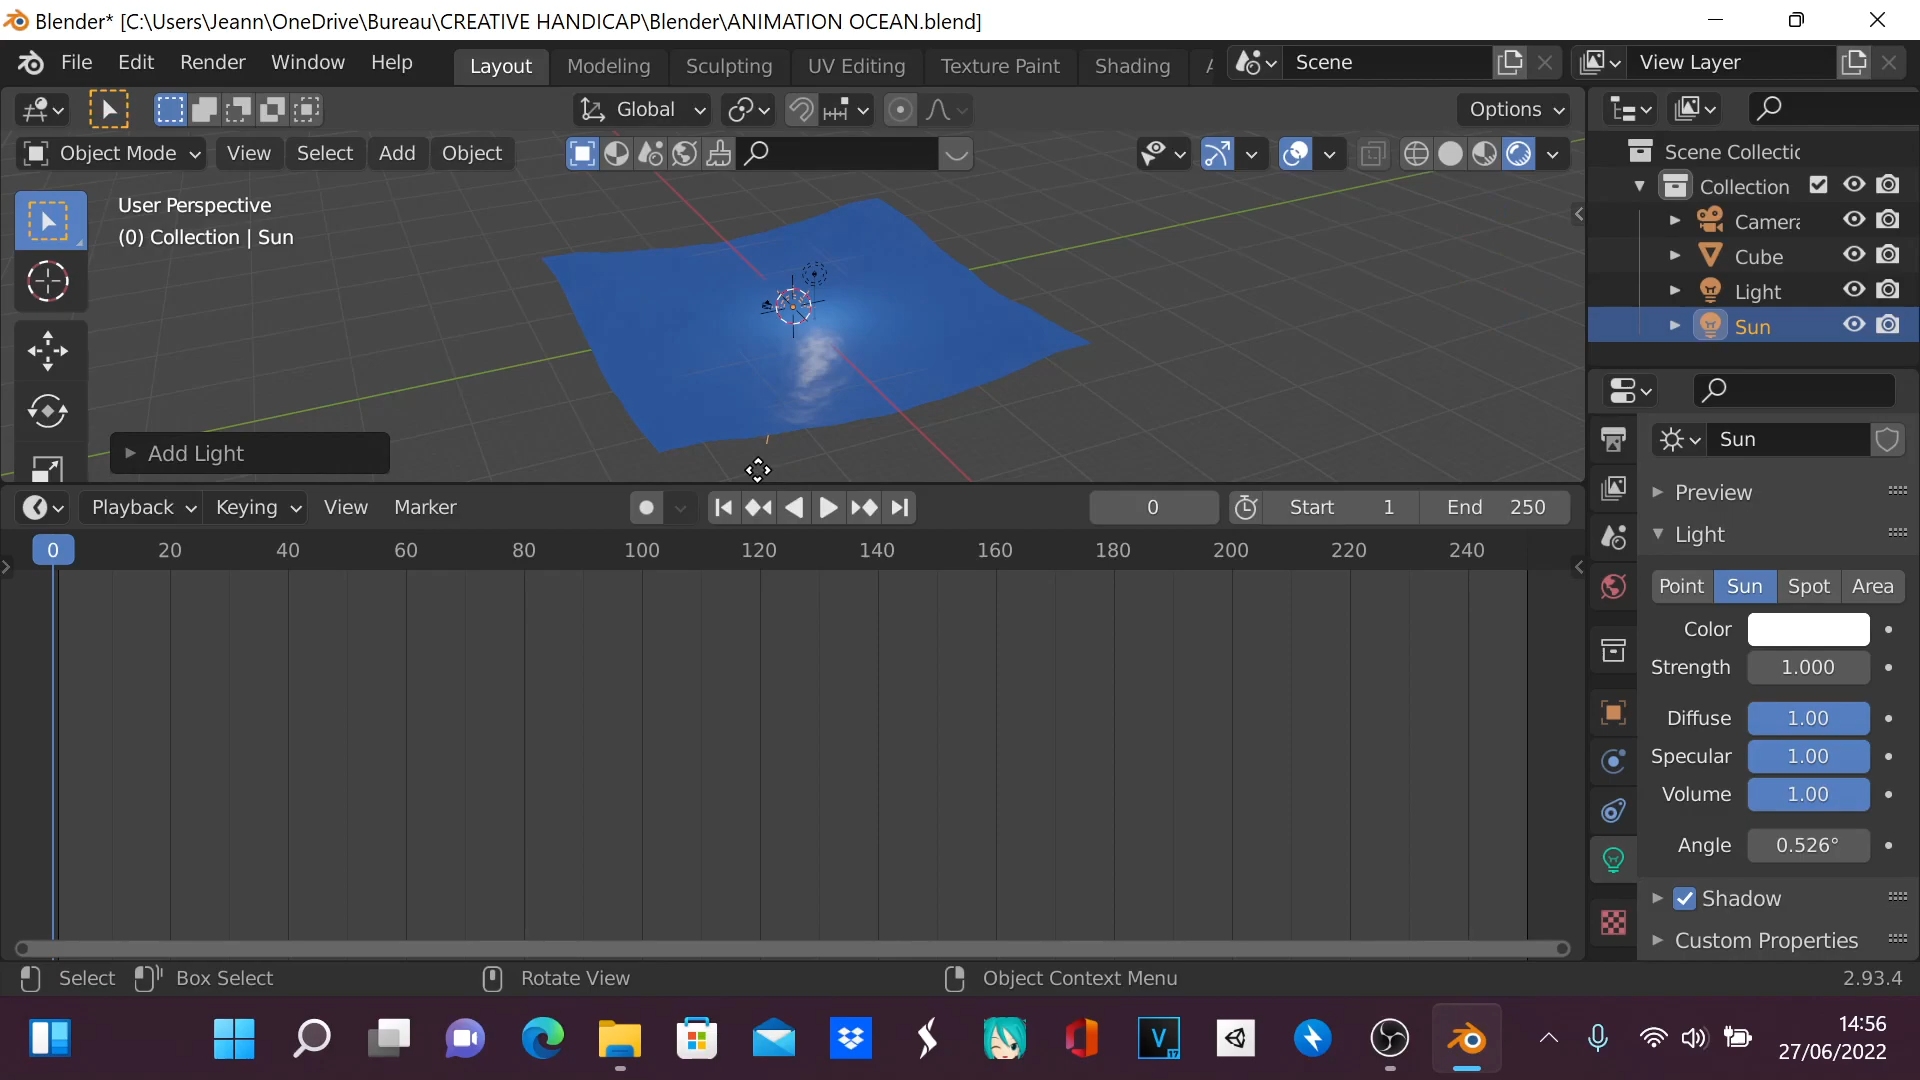 Blender* [C:\Users\Jeann\OneDrive\Bureau\CREATIVE HANDICAP\Blender\ANIMATION OCEAN.blend]
File Edit Render Window Help Layout Modeling Sculpting UV Editing Texture Paint Shading Scene View Layer
Global Options
Object Mode View Select Add Object
User Perspective
(0) Collection | Sun
Add Light
Scene Collectic
Collection
Camera
Cube
Light
Sun
Playback Keying View Marker 0 Start 1 End 250
0 20 40 60 80 100 120 140 160 180 200 220 240
Sun
Preview
Light
Point Sun Spot Area
Color
Strength 1.000
Diffuse 1.00
Specular 1.00
Volume 1.00
Angle 0.526°
Shadow
Custom Properties
Select Box Select Rotate View Object Context Menu 2.93.4
V
17
14:56
27/06/2022